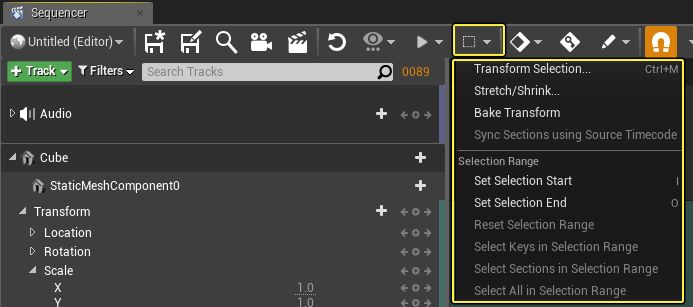 Sequencer
Untitled (Editor)
Track Filters Search Tracks 0089
Audio
Cube
StaticMeshComponent0
Transform
Location
Rotation
Scale
X 1.0
Y 1.0
Transform Selection... Ctrl+M
Stretch/Shrink...
Bake Transform
Sync Sections using Source Timecode
Selection Range
Set Selection Start I
Set Selection End O
Reset Selection Range
Select Keys in Selection Range
Select Sections in Selection Range
Select All in Selection Range